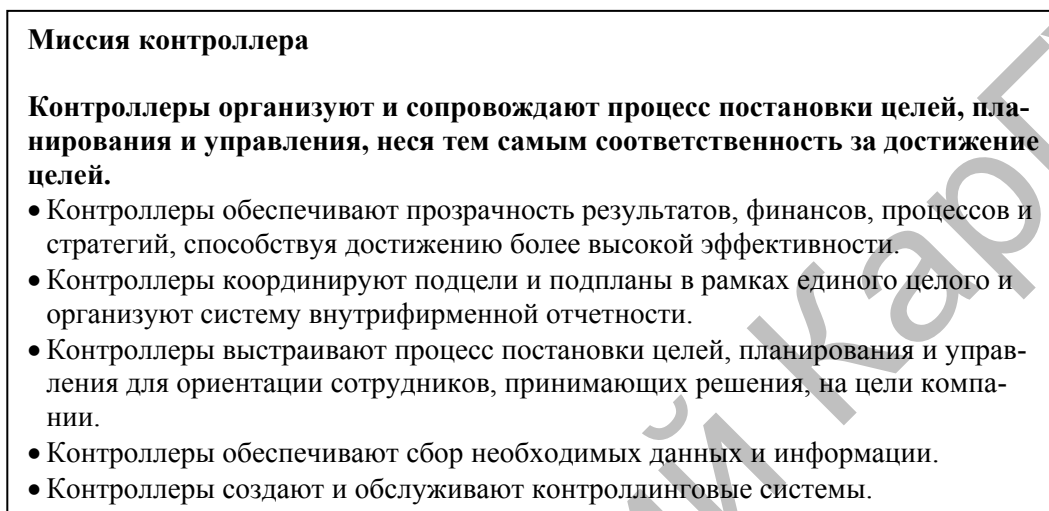 Миссия контроллера
Контроллеры организуют и сопровождают процесс постановки целей, пла-
нирования и управления, неся тем самым соответственность за достижение
целей.
• Контроллеры обеспечивают прозрачность результатов, финансов, процессов и
стратегий, способствуя достижению более высокой эффективности.
• Контроллеры координируют подцели и подпланы в рамках единого целого и
организуют систему внутрифирменной отчетности.
• Контроллеры выстраивают процесс постановки целей, планирования и управ-
ления для ориентации сотрудников, принимающих решения, на цели компа-
нии.
• Контроллеры обеспечивают сбор необходимых данных и информации.
• Контроллеры создают и обслуживают контроллинговые системы.